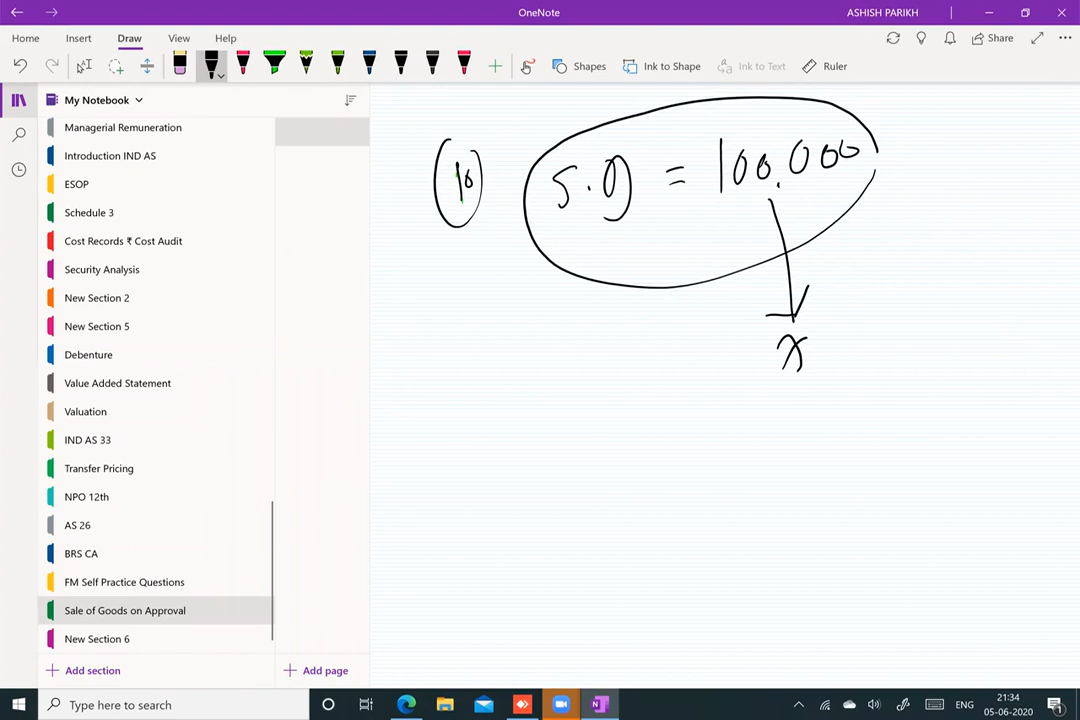 OneNote
ASHISH PARIKH
Home
Insert
Draw
View
Help
Share
Shapes
Ink to Shape
Ink to Text
Ruler
My Notebook
Managerial Remuneration
Introduction IND AS
ESOP
Schedule 3
Cost Records ₹ Cost Audit
Security Analysis
New Section 2
New Section 5
Debenture
Value Added Statement
Valuation
IND AS 33
Transfer Pricing
NPO 12th
AS 26
BRS CA
FM Self Practice Questions
Sale of Goods on Approval
New Section 6
Add section
Add page
10
S.D = 100.000
x
Type here to search
ENG
21:34
05-06-2020
1